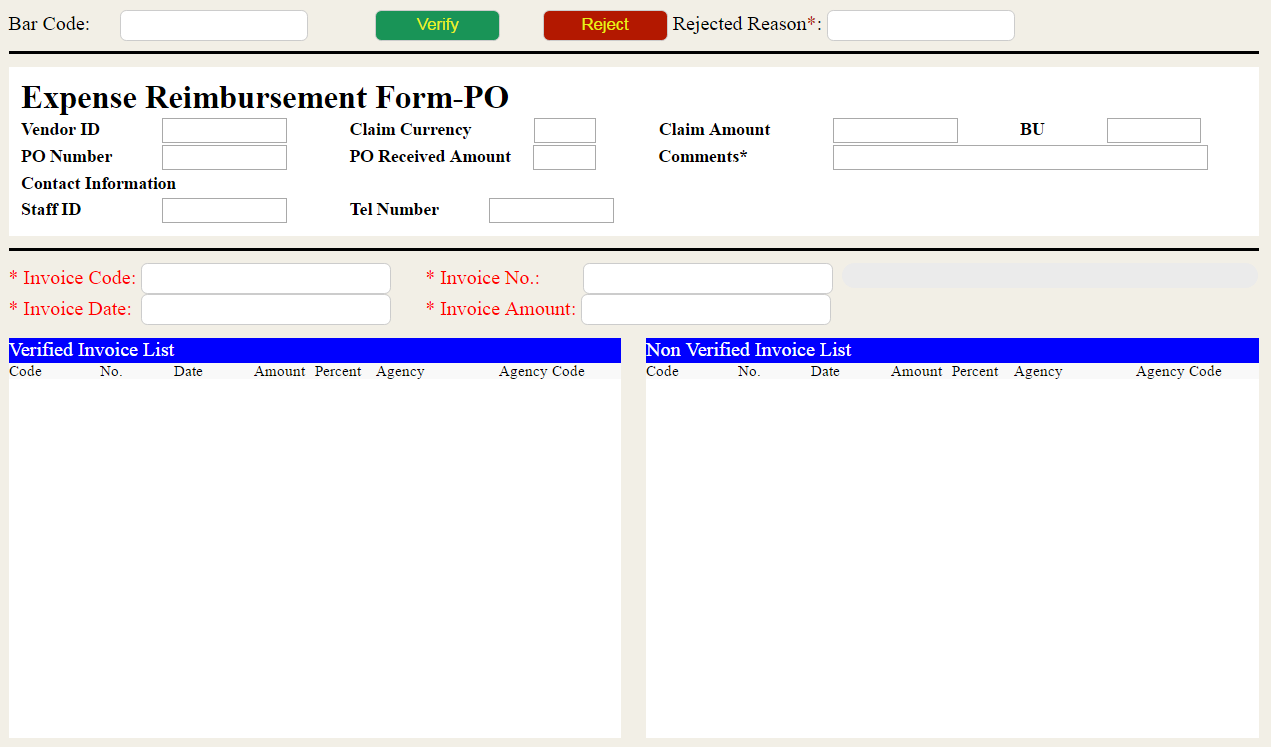 Bar Code: Verify Reject Rejected Reason*:
Expense Reimbursement Form-PO
Vendor ID Claim Currency Claim Amount BU
PO Number PO Received Amount Comments*
Contact Information
Staff ID Tel Number
* Invoice Code: * Invoice No.:
* Invoice Date: * Invoice Amount:
Verified Invoice List Non Verified Invoice List
Code No. Date Amount Percent Agency Agency Code Code No. Date Amount Percent Agency Agency Code